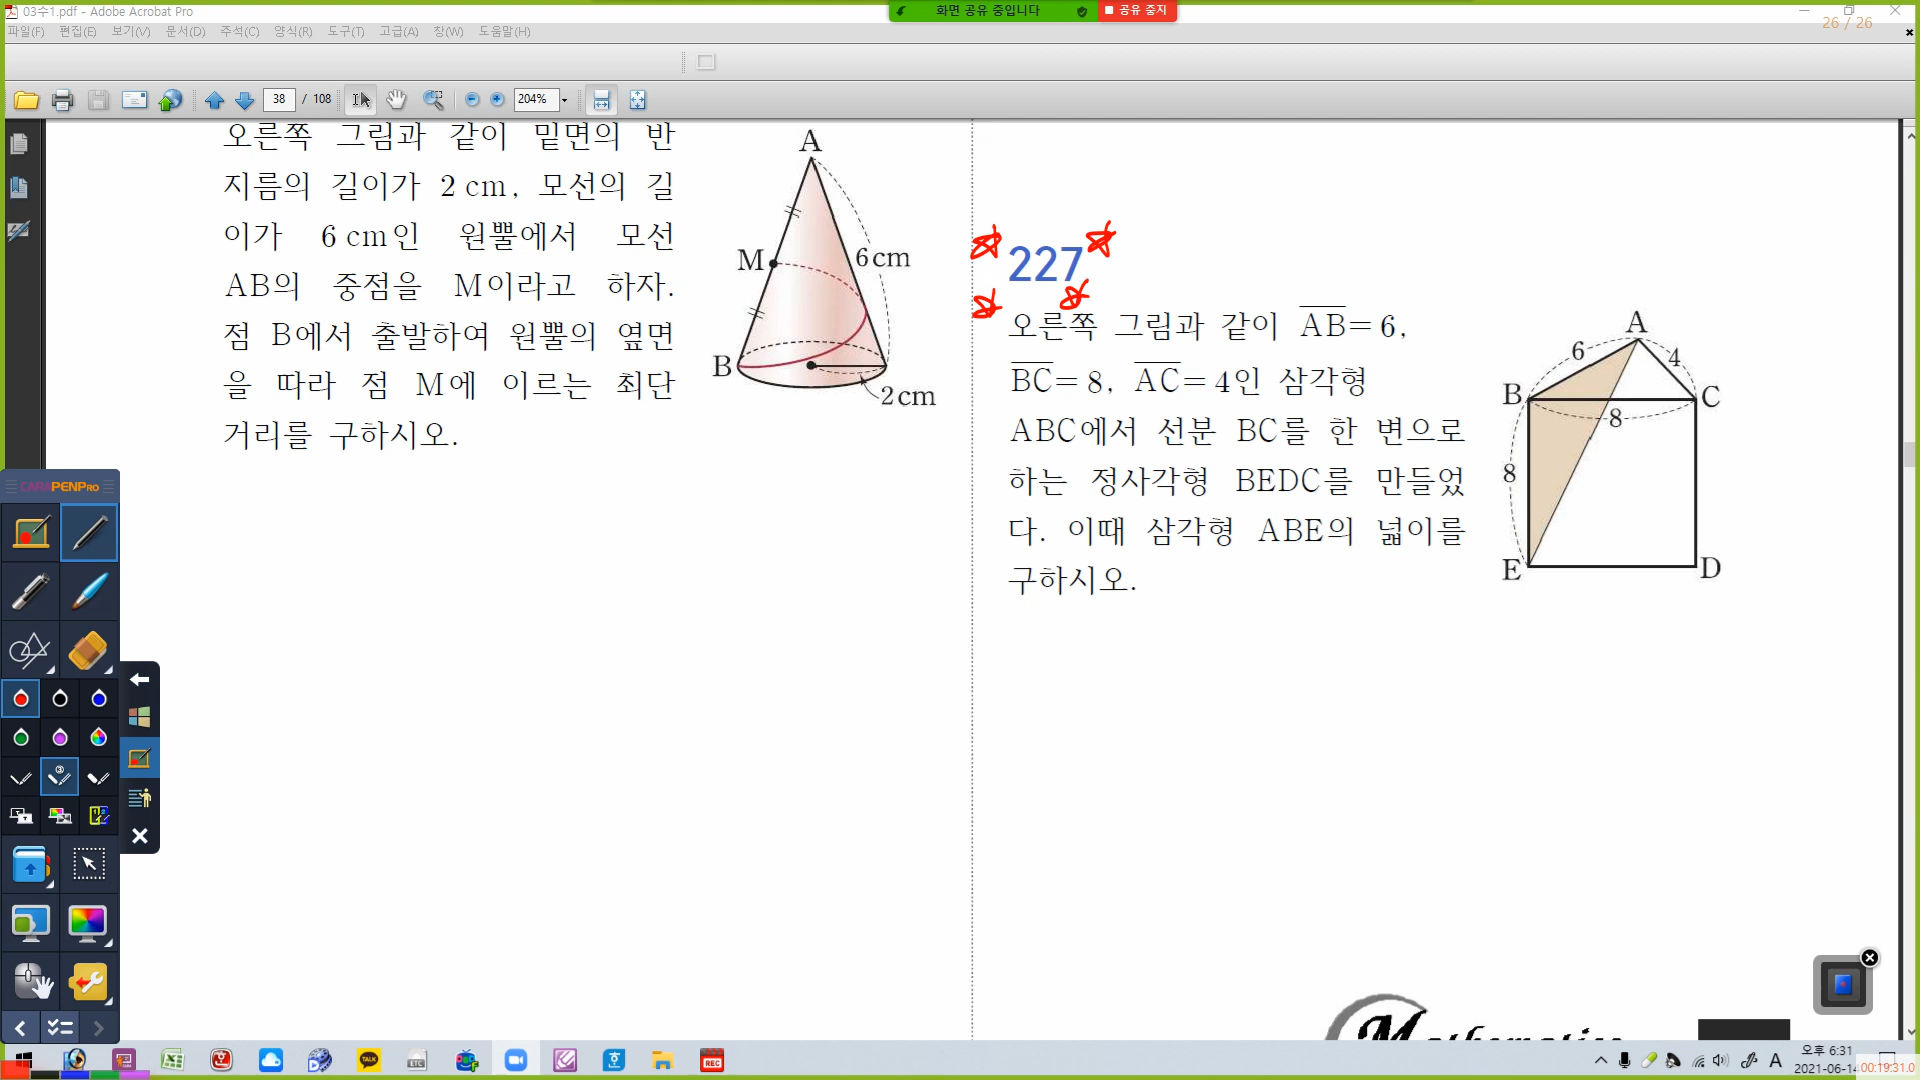 03수1.pdf - Adobe Acrobat Pro
화면 공유 중입니다
공유 중지
26 / 26
파일(F) 편집(E) 보기(V) 문서(D) 주석(C) 양식(R) 도구(T) 고급(A) 창(W) 도움말(H)
38 / 108
204%
오른쪽 그림과 같이 밑면의 반
지름의 길이가 2 cm, 모선의 길
이가 6 cm인 원뿔에서 모선
AB의 중점을 M이라고 하자.
점 B에서 출발하여 원뿔의 옆면
을 따라 점 M에 이르는 최단
거리를 구하시오.
A
M
6 cm
B
2 cm
227
오른쪽 그림과 같이 AB=6,
BC=8, AC=4인 삼각형
ABC에서 선분 BC를 한 변으로
하는 정사각형 BEDC를 만들었
다. 이때 삼각형 ABE의 넓이를
구하시오.
A
6
4
B
C
8
8
E
D
CARAPENPRO
③
Mathematics
TALK
ETC
REC
A
오후 6:31
2021-06-14
00:19:31.0